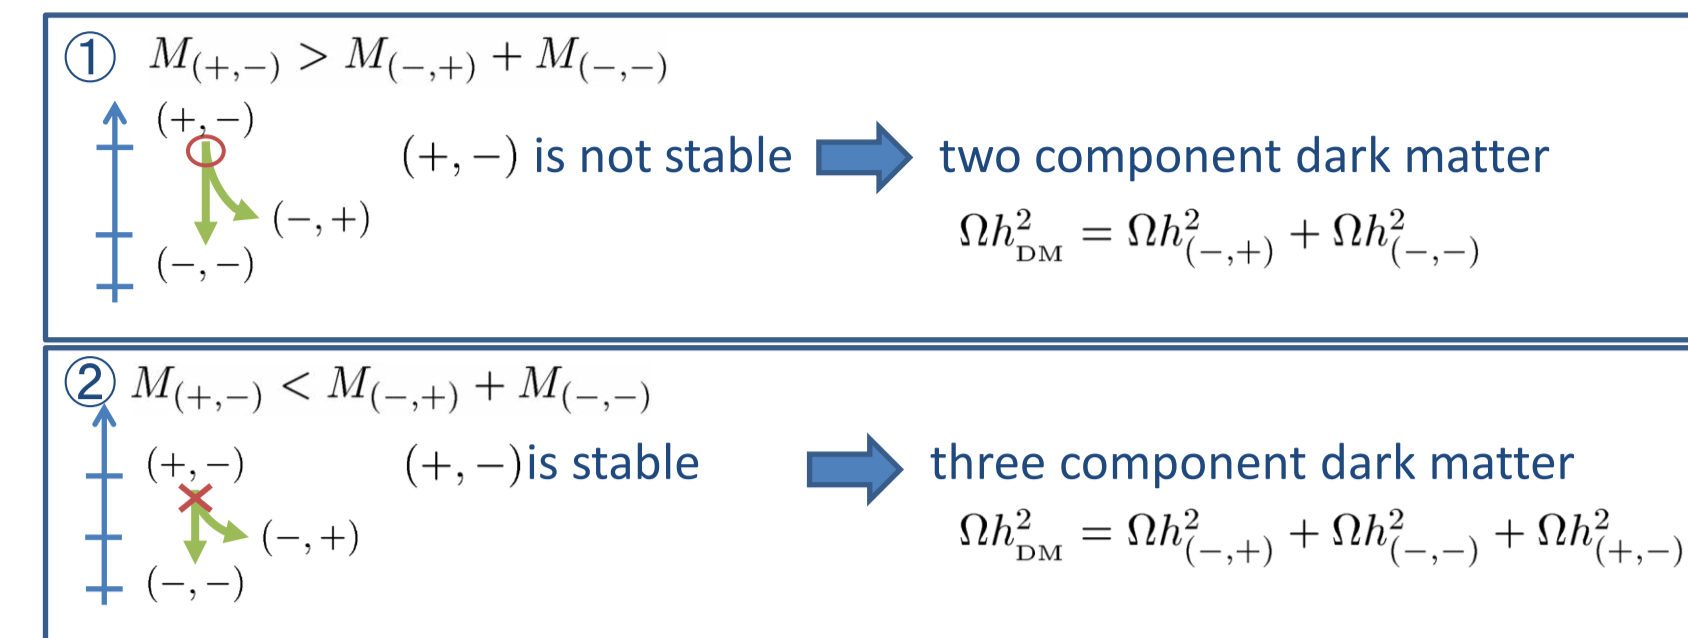 ① M(+,−) > M(−,+) + M(−,−)
(+,−)
(+,−) is not stable
two component dark matter
(−,+)
Ωh²DM = Ωh²(−,+) + Ωh²(−,−)
(−,−)
② M(+,−) < M(−,+) + M(−,−)
(+,−)
(+,−)is stable
three component dark matter
(−,+)
Ωh²DM = Ωh²(−,+) + Ωh²(−,−) + Ωh²(+,−)
(−,−)